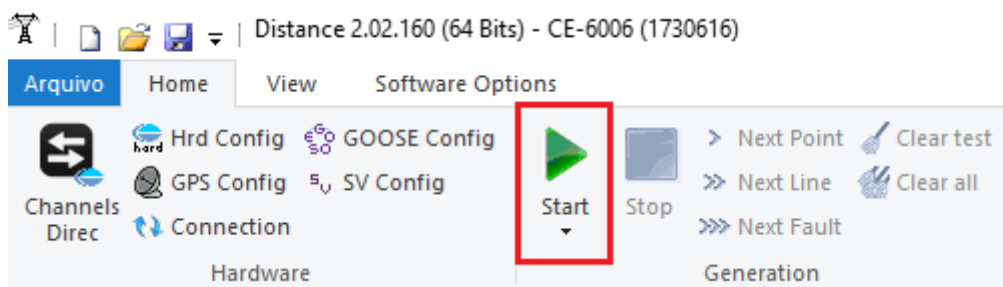 Distance 2.02.160 (64 Bits) - CE-6006 (1730616)
Arquivo Home View Software Options
hard Hrd Config GOOSE Config
GPS Config SV Config
Channels Direc
Connection
Hardware
Start
Stop
Next Point
Next Line
Next Fault
Clear test
Clear all
Generation